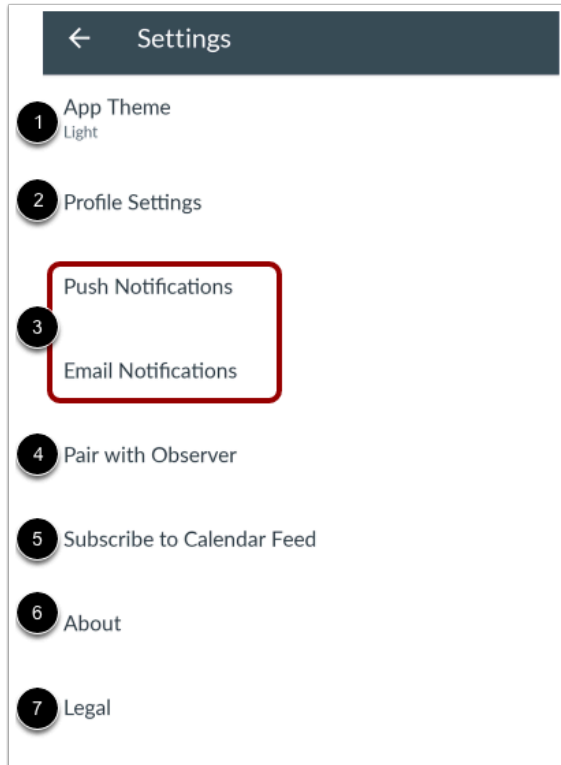 Settings
1 App Theme
Light
2 Profile Settings
Push Notifications
3
Email Notifications
4 Pair with Observer
5 Subscribe to Calendar Feed
6 About
7 Legal